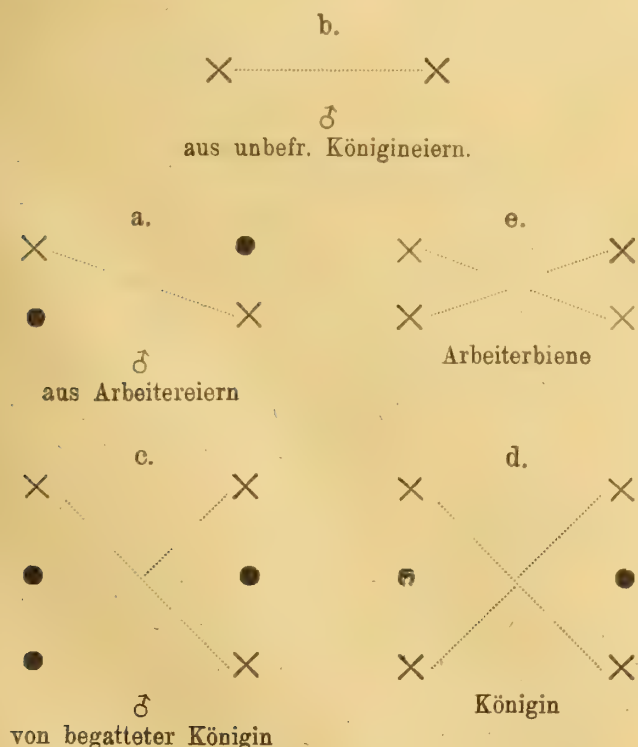 b.
♂
aus unbefr. Königineiern.
a.
♂
aus Arbeitereiern
e.
Arbeiterbiene
c.
♂
von begatteter Königin
d.
Königin